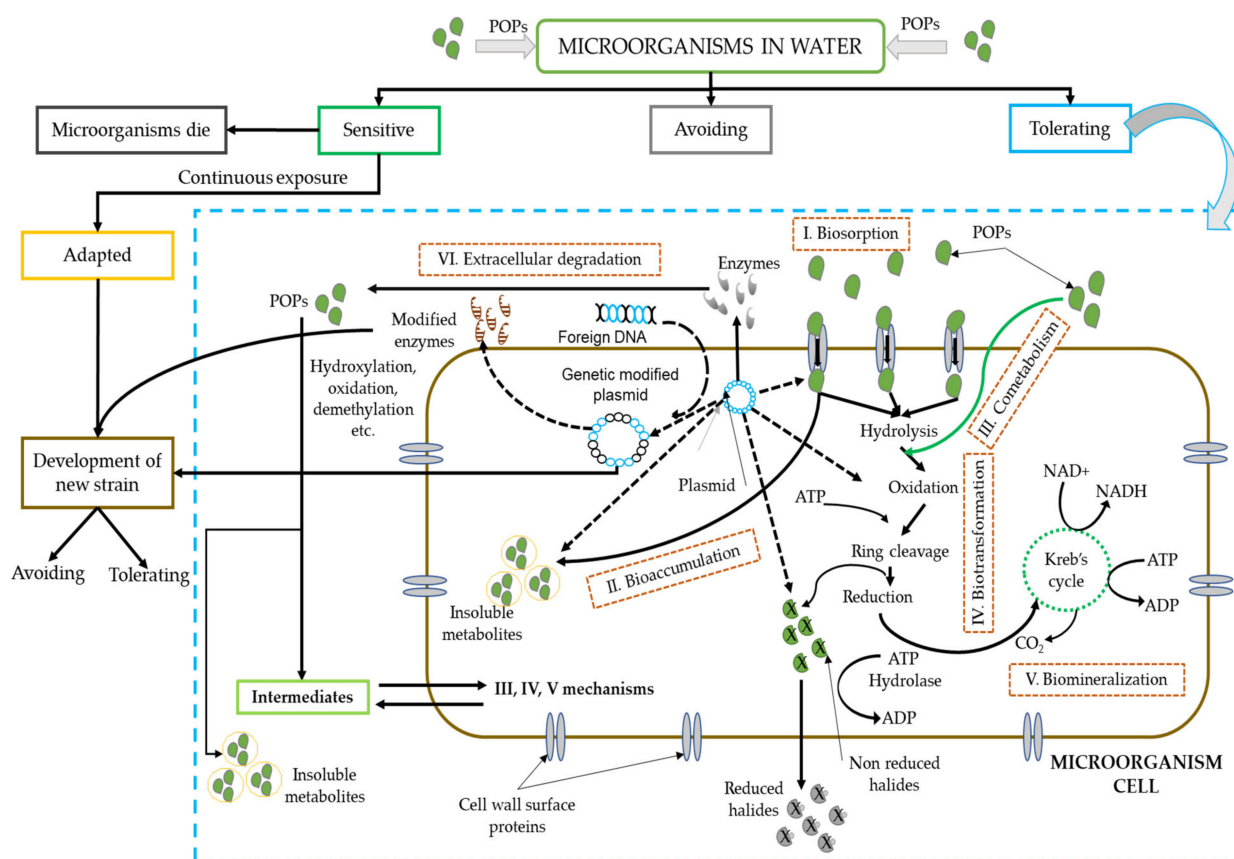 POPs
MICROORGANISMS IN WATER
POPs
Microorganisms die
Sensitive
Avoiding
Tolerating
Continuous exposure
Adapted
I. Biosorption
POPs
VI. Extracellular degradation
Enzymes
POPs
Modified
enzymes
Foreign DNA
III. Cometabolism
Hydroxylation,
oxidation,
demethylation
etc.
Genetic modified
plasmid
Hydrolysis
Development of
new strain
Plasmid
Oxidation
NAD+
NADH
ATP
IV. Biotransformation
Ring cleavage
Kreb's
cycle
ATP
ADP
Avoiding
Tolerating
II. Bioaccumulation
Reduction
Insoluble
metabolites
X
X
X
X
X
CO2
ATP
Hydrolase
V. Biomineralization
Intermediates
III, IV, V mechanisms
ADP
Insoluble
metabolites
Cell wall surface
proteins
Non reduced
halides
MICROORGANISM
CELL
Reduced
halides
X
X
X
X
X
X